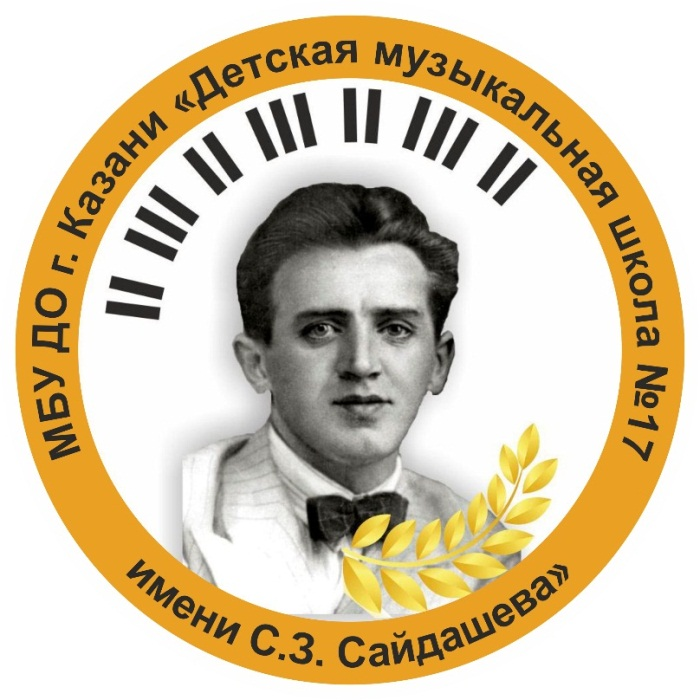 МБУ ДО г. Казани «Детская музыкальная школа №17
имени С.З. Сайдашева»